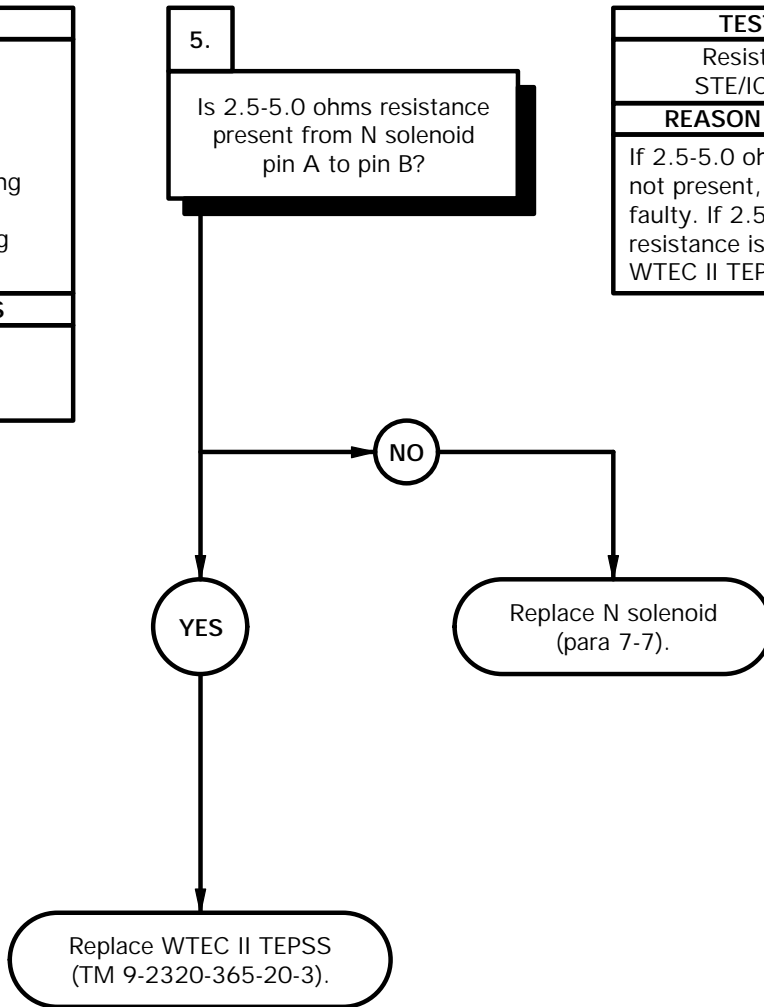 ng
g
S
5.
Is 2.5-5.0 ohms resistance
present from N solenoid
pin A to pin B?
TEST
Resist
STE/IC
REASON
If 2.5-5.0 oh
not present,
faulty. If 2.5
resistance is
WTEC II TEP
NO
YES
Replace N solenoid
(para 7-7).
Replace WTEC II TEPSS
(TM 9-2320-365-20-3).